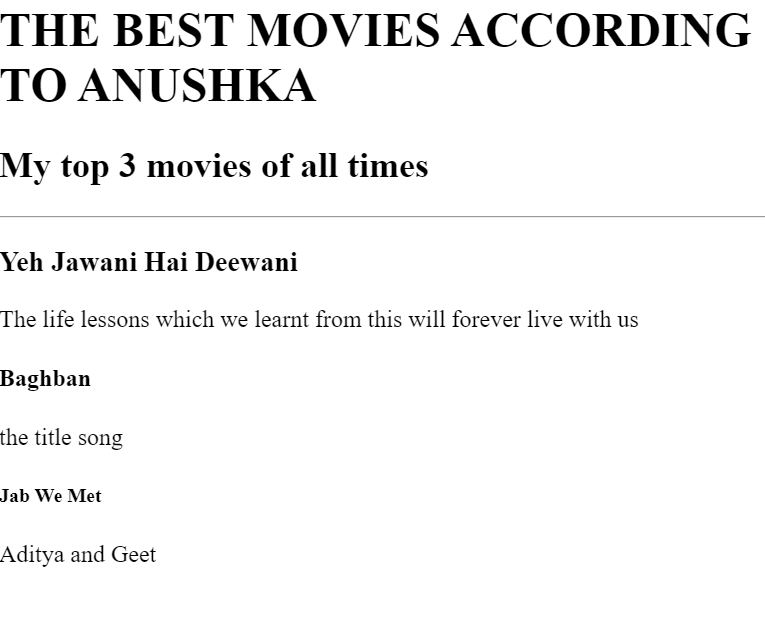 THE BEST MOVIES ACCORDING
TO ANUSHKA
My top 3 movies of all times
Yeh Jawani Hai Deewani
The life lessons which we learnt from this will forever live with us
Baghban
the title song
Jab We Met
Aditya and Geet